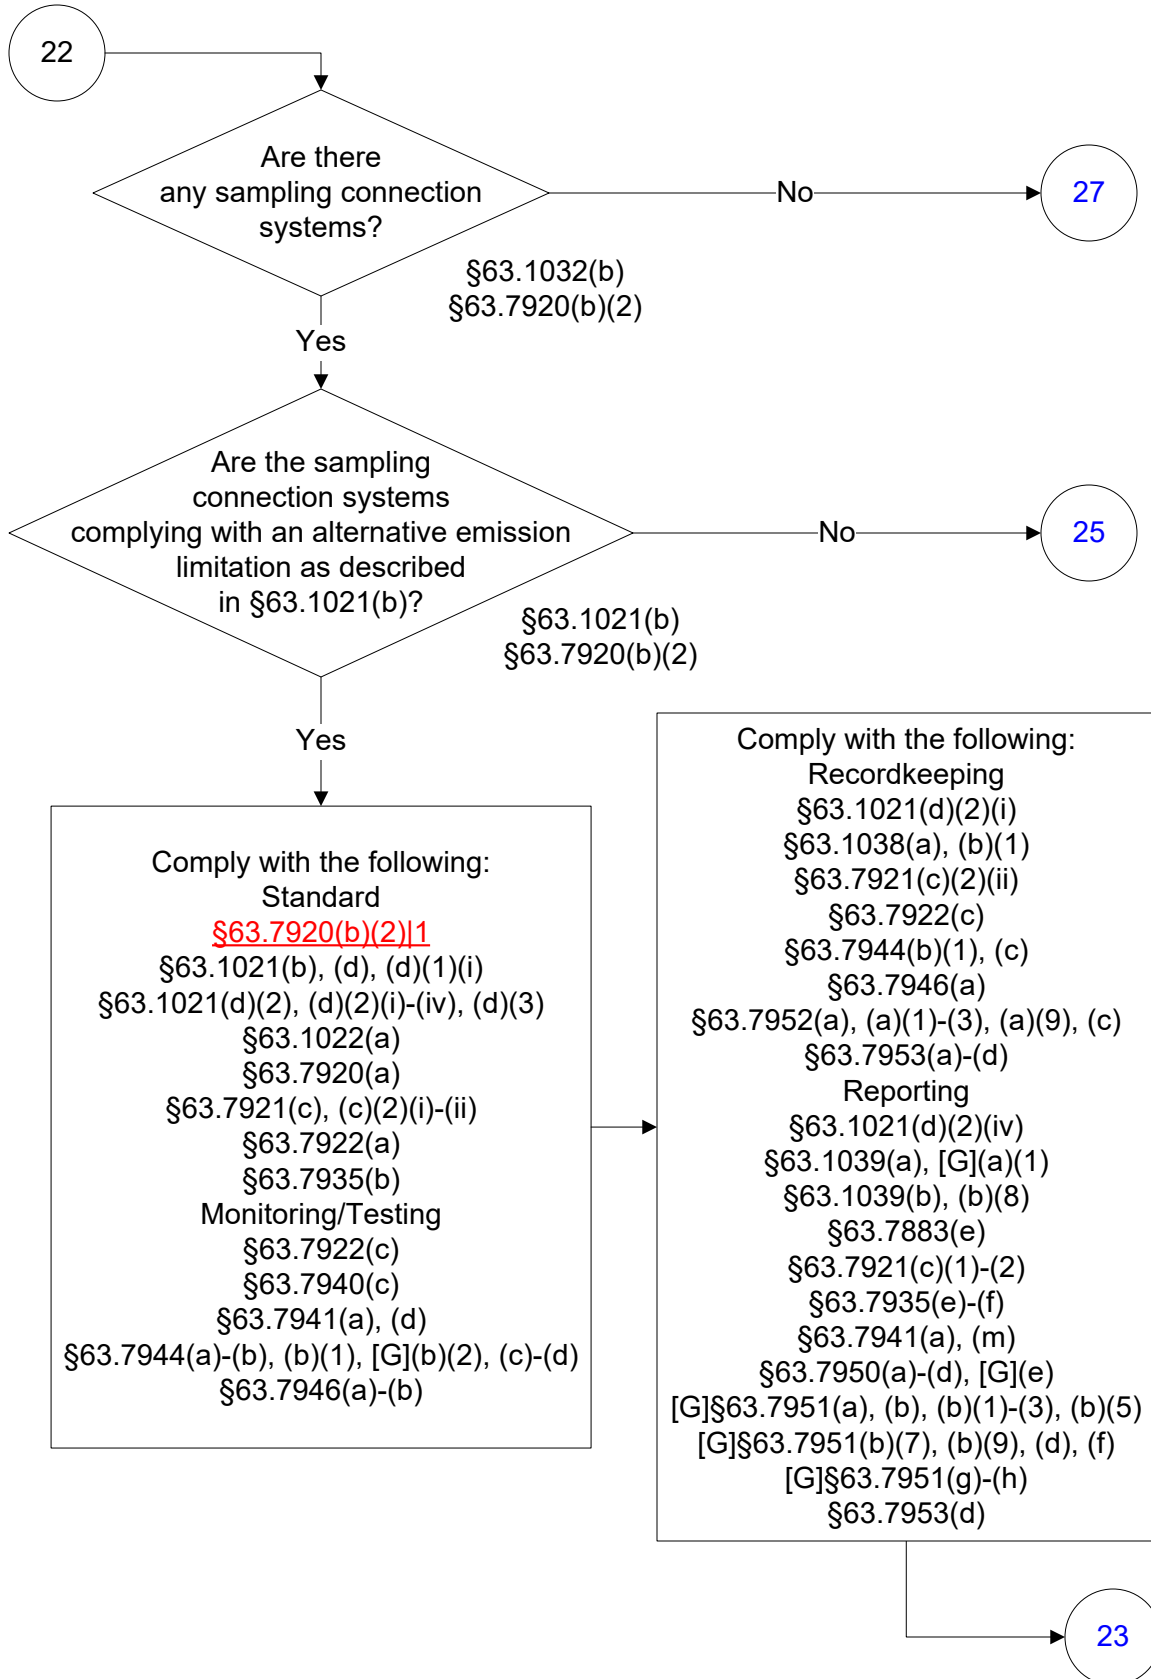 22
Are there
any sampling connection
systems?
No
27
§63.1032(b)
§63.7920(b)(2)
Yes
Are the sampling
connection systems
complying with an alternative emission
limitation as described
in §63.1021(b)?
No
25
§63.1021(b)
§63.7920(b)(2)
Yes
Comply with the following:
Standard
§63.7920(b)(2)|1
§63.1021(b), (d), (d)(1)(i)
§63.1021(d)(2), (d)(2)(i)-(iv), (d)(3)
§63.1022(a)
§63.7920(a)
§63.7921(c), (c)(2)(i)-(ii)
§63.7922(a)
§63.7935(b)
Monitoring/Testing
§63.7922(c)
§63.7940(c)
§63.7941(a), (d)
§63.7944(a)-(b), (b)(1), [G](b)(2), (c)-(d)
§63.7946(a)-(b)
Comply with the following:
Recordkeeping
§63.1021(d)(2)(i)
§63.1038(a), (b)(1)
§63.7921(c)(2)(ii)
§63.7922(c)
§63.7944(b)(1), (c)
§63.7946(a)
§63.7952(a), (a)(1)-(3), (a)(9), (c)
§63.7953(a)-(d)
Reporting
§63.1021(d)(2)(iv)
§63.1039(a), [G](a)(1)
§63.1039(b), (b)(8)
§63.7883(e)
§63.7921(c)(1)-(2)
§63.7935(e)-(f)
§63.7941(a), (m)
§63.7950(a)-(d), [G](e)
[G]§63.7951(a), (b), (b)(1)-(3), (b)(5)
[G]§63.7951(b)(7), (b)(9), (d), (f)
[G]§63.7951(g)-(h)
§63.7953(d)
23